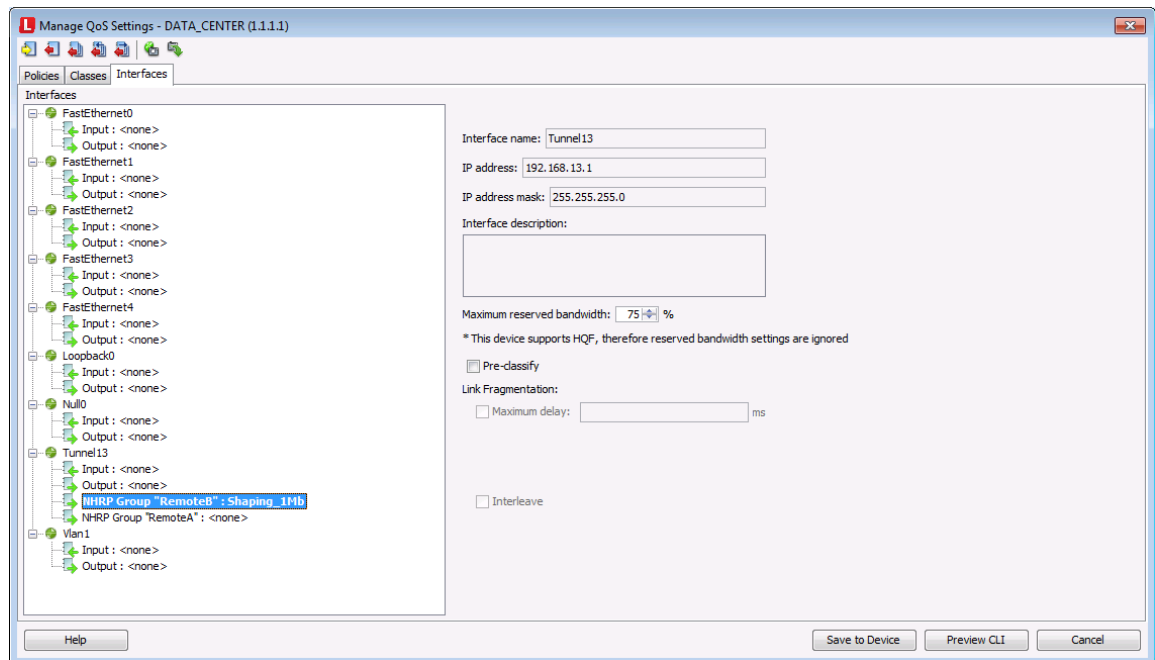 Manage QoS Settings - DATA_CENTER (1.1.1.1)
Policies Classes Interfaces
Interfaces
FastEthernet0
Input : <none>
Output : <none>
FastEthernet1
Input : <none>
Output : <none>
FastEthernet2
Input : <none>
Output : <none>
FastEthernet3
Input : <none>
Output : <none>
FastEthernet4
Input : <none>
Output : <none>
Loopback0
Input : <none>
Output : <none>
Null0
Input : <none>
Output : <none>
Tunnel13
Input : <none>
Output : <none>
NHRP Group "RemoteB" : Shaping_1Mb
NHRP Group "RemoteA" : <none>
Vlan1
Input : <none>
Output : <none>
Interface name: Tunnel13
IP address: 192.168.13.1
IP address mask: 255.255.255.0
Interface description:
Maximum reserved bandwidth: 75 %
* This device supports HQF, therefore reserved bandwidth settings are ignored
Pre-classify
Link Fragmentation:
Maximum delay: ms
Interleave
Help Save to Device Preview CLI Cancel